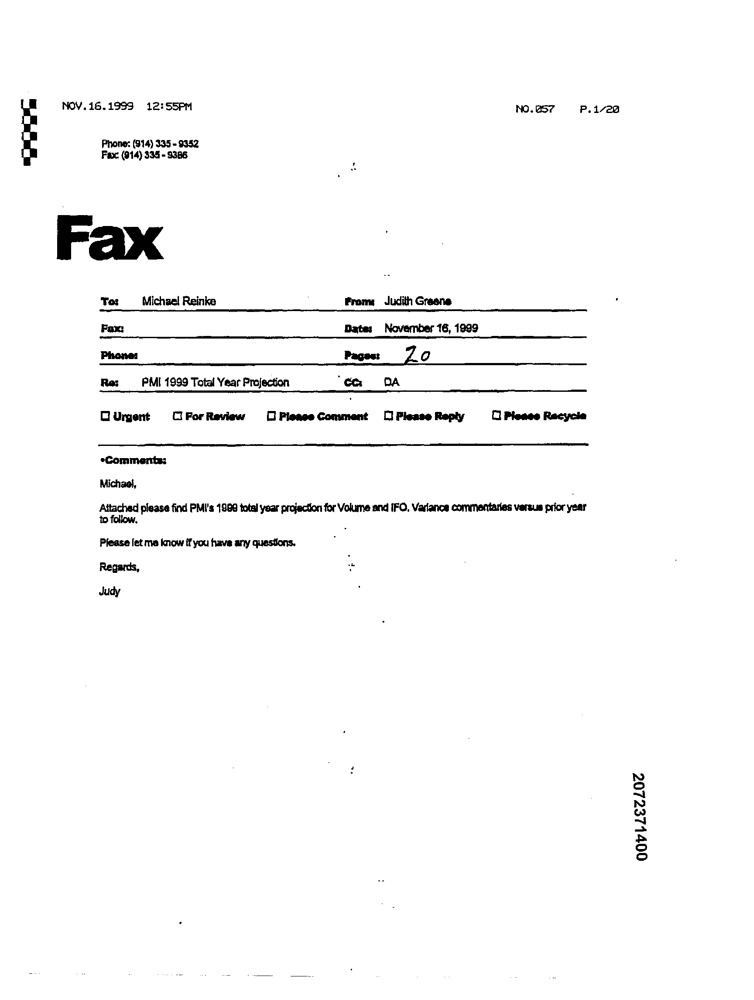 NOV.16.1999 12:55PM NO.057 P.1/20
Phone: (914) 335 - 9352
Fax: (914) 335 - 9386
Fax
To: Michael Reinke From: Judith Greene
Fax: Date: November 16, 1999
Phone: Pages: 20
Re: PMI 1999 Total Year Projection CC: DA
☐ Urgent ☐ For Review ☐ Please Comment ☐ Please Reply ☐ Please Recycle
•Comments:
Michael,
Attached please find PMI's 1999 total year projection for Volume and IFO. Variance commentaries versus prior year
to follow.
Please let me know if you have any questions.
Regards,
Judy
2072371400